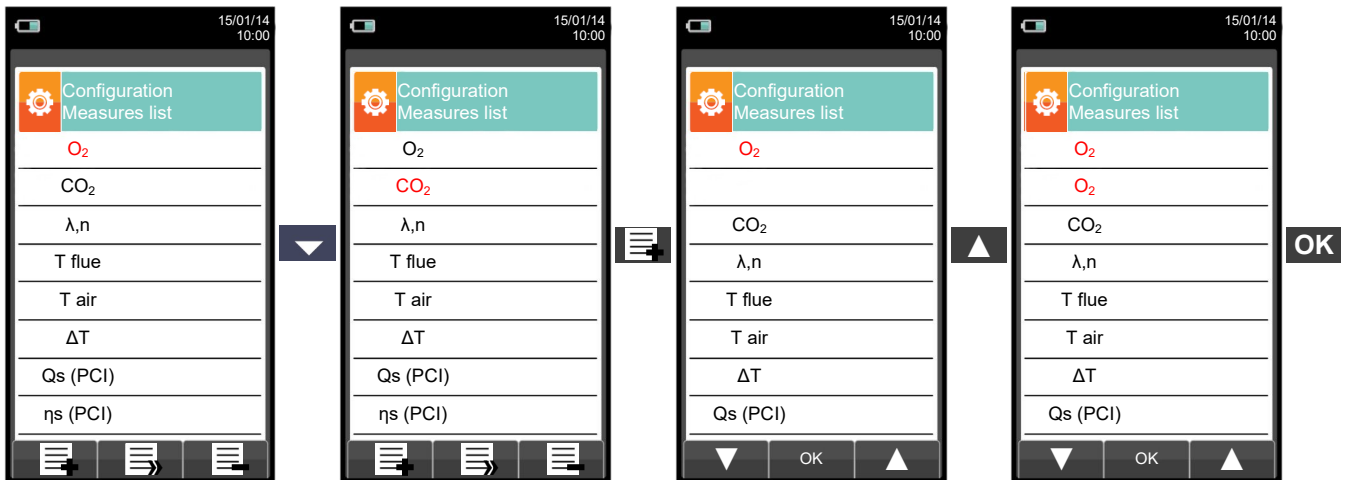 15/01/14
10:00
Configuration
Measures list
O₂
CO₂
λ,n
T flue
T air
ΔT
Qs (PCI)
ηs (PCI)
15/01/14
10:00
Configuration
Measures list
O₂
CO₂
λ,n
T flue
T air
ΔT
Qs (PCI)
ηs (PCI)
15/01/14
10:00
Configuration
Measures list
O₂
CO₂
λ,n
T flue
T air
ΔT
Qs (PCI)
OK
15/01/14
10:00
Configuration
Measures list
O₂
O₂
CO₂
λ,n
T flue
T air
ΔT
Qs (PCI)
OK
OK